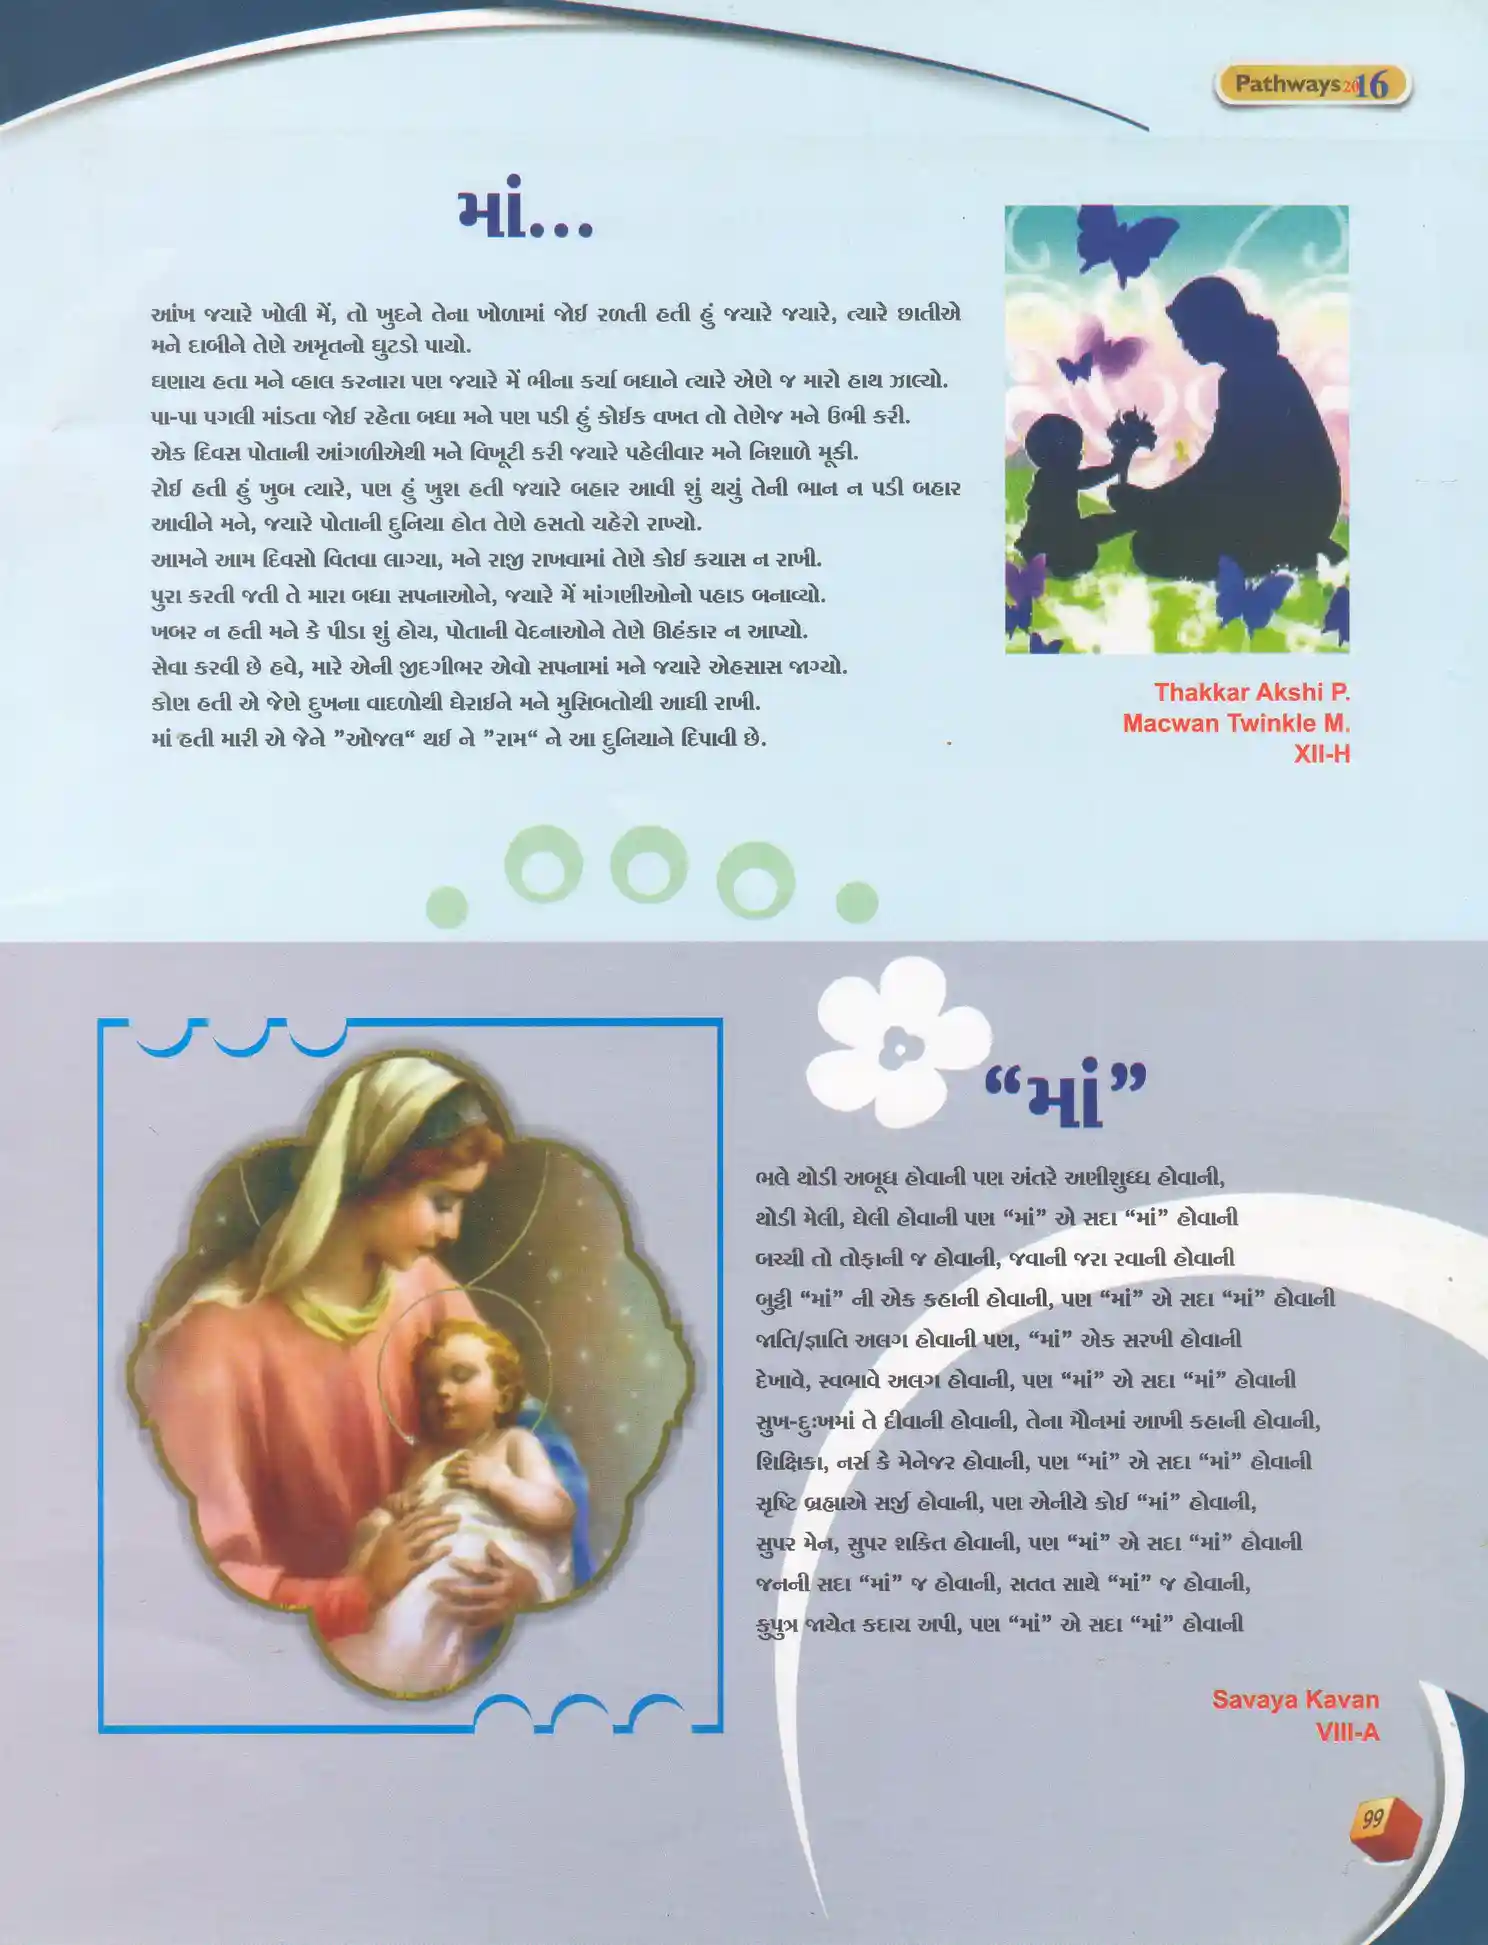 Pathways 2016
માં...
આંખ જયારે ખોલી મેં, તો ખુદને તેના ખોળામાં જોઈ રળતી હતી હું જયારે જયારે, ત્યારે છાતીએ
મને દાબીને તેણે અમૃતનો ઘુટડો પાયો.
ઘણાય હતા મને વ્હાલ કરનારા પણ જયારે મેં ભીના કર્યા બધાને ત્યારે એણે જ મારો હાથ ઝાલ્યો.
પા-પા પગલી માંડતા જોઈ રહેતા બધા મને પણ પડી હું કોઈક વખત તો તેણેજ મને ઉભી કરી.
એક દિવસ પોતાની આંગળીએથી મને વિખૂટી કરી જયારે પહેલીવાર મને નિશાળે મૂકી.
રોઈ હતી હું ખુબ ત્યારે, પણ હું ખુશ હતી જયારે બહાર આવી શું થયું તેની ભાન ન પડી બહાર
આવીને મને, જયારે પોતાની દુનિયા હોત તેણે હસતો ચહેરો રાખ્યો.
આમને આમ દિવસો વિતવા લાગ્યા, મને રાજી રાખવામાં તેણે કોઈ કચાસ ન રાખી.
પુરા કરતી જતી તે મારા બધા સપનાઓને, જયારે મેં માંગણીઓનો પહાડ બનાવ્યો.
ખબર ન હતી મને કે પીડા શું હોય, પોતાની વેદનાઓને તેણે ઊહંકાર ન આપ્યો.
સેવા કરવી છે હવે, મારે એની જીદગીભર એવો સપનામાં મને જયારે એહસાસ જાગ્યો.
કોણ હતી એ જેણે દુખના વાદળોથી ઘેરાઈને મને મુસિબતોથી આઘી રાખી.
માં હતી મારી એ જેને ”ઓજલ“ થઈ ને ”રામ“ ને આ દુનિયાને દિપાવી છે.
Thakkar Akshi P.
Macwan Twinkle M.
XII-H
“માં”
ભલે થોડી અબૂધ હોવાની પણ અંતરે અણીશુધ્ધ હોવાની,
થોડી મેલી, ઘેલી હોવાની પણ “માં” એ સદા “માં” હોવાની
બચ્ચી તો તોફાની જ હોવાની, જવાની જરા રવાની હોવાની
બુઢ્ઢી “માં” ની એક કહાની હોવાની, પણ “માં” એ સદા “માં” હોવાની
જાતિ/જ્ઞાતિ અલગ હોવાની પણ, “માં” એક સરખી હોવાની
દેખાવે, સ્વભાવે અલગ હોવાની, પણ “માં” એ સદા “માં” હોવાની
સુખ-દુઃખમાં તે દીવાની હોવાની, તેના મૌનમાં આખી કહાની હોવાની,
શિક્ષિકા, નર્સ કે મેનેજર હોવાની, પણ “માં” એ સદા “માં” હોવાની
સૃષ્ટિ બ્રહ્માએ સર્જી હોવાની, પણ એનીયે કોઈ “માં” હોવાની,
સુપર મેન, સુપર શકિત હોવાની, પણ “માં” એ સદા “માં” હોવાની
જનની સદા “માં” જ હોવાની, સતત સાથે “માં” જ હોવાની,
કુપુત્ર જાયેત કદાચ અપી, પણ “માં” એ સદા “માં” હોવાની
Savaya Kavan
VIII-A
99